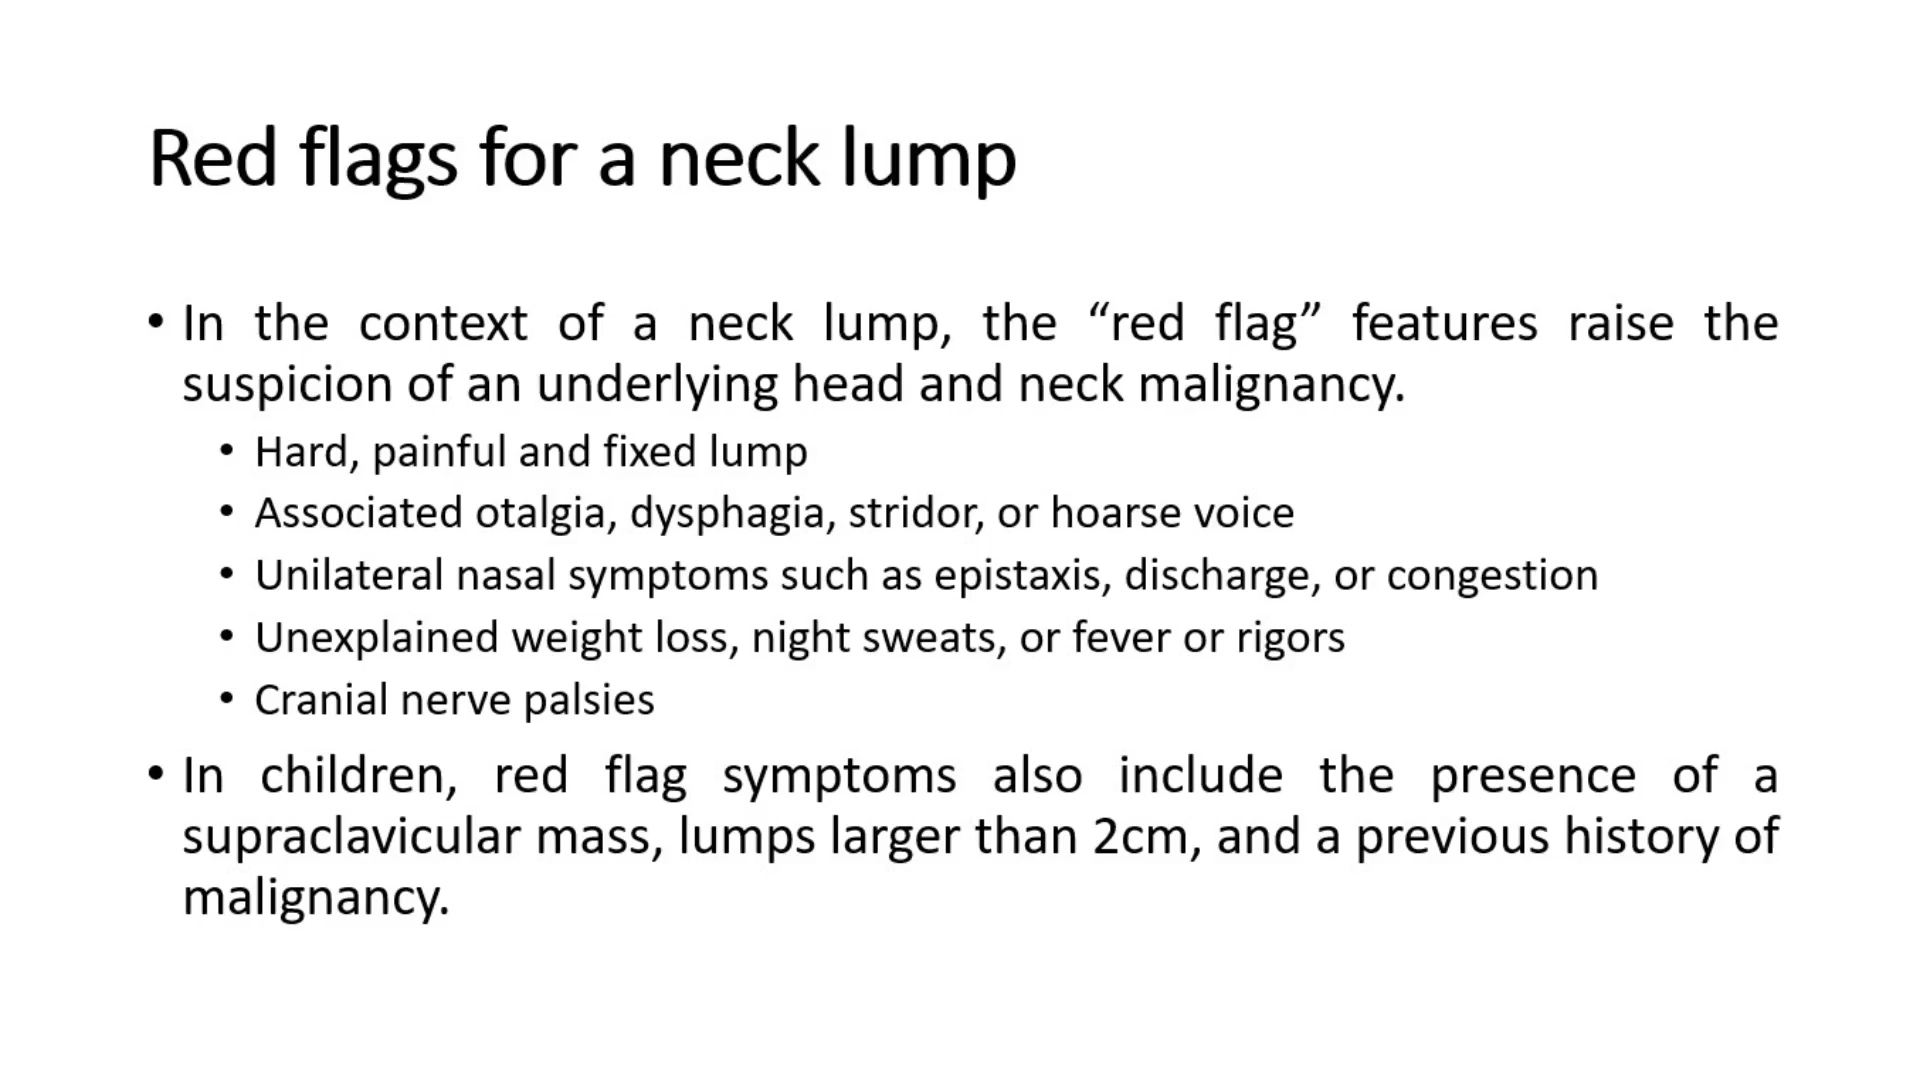 Red flags for a neck lump
• In the context of a neck lump, the “red flag” features raise the
suspicion of an underlying head and neck malignancy.
• Hard, painful and fixed lump
• Associated otalgia, dysphagia, stridor, or hoarse voice
• Unilateral nasal symptoms such as epistaxis, discharge, or congestion
• Unexplained weight loss, night sweats, or fever or rigors
• Cranial nerve palsies
• In children, red flag symptoms also include the presence of a
supraclavicular mass, lumps larger than 2cm, and a previous history of
malignancy.